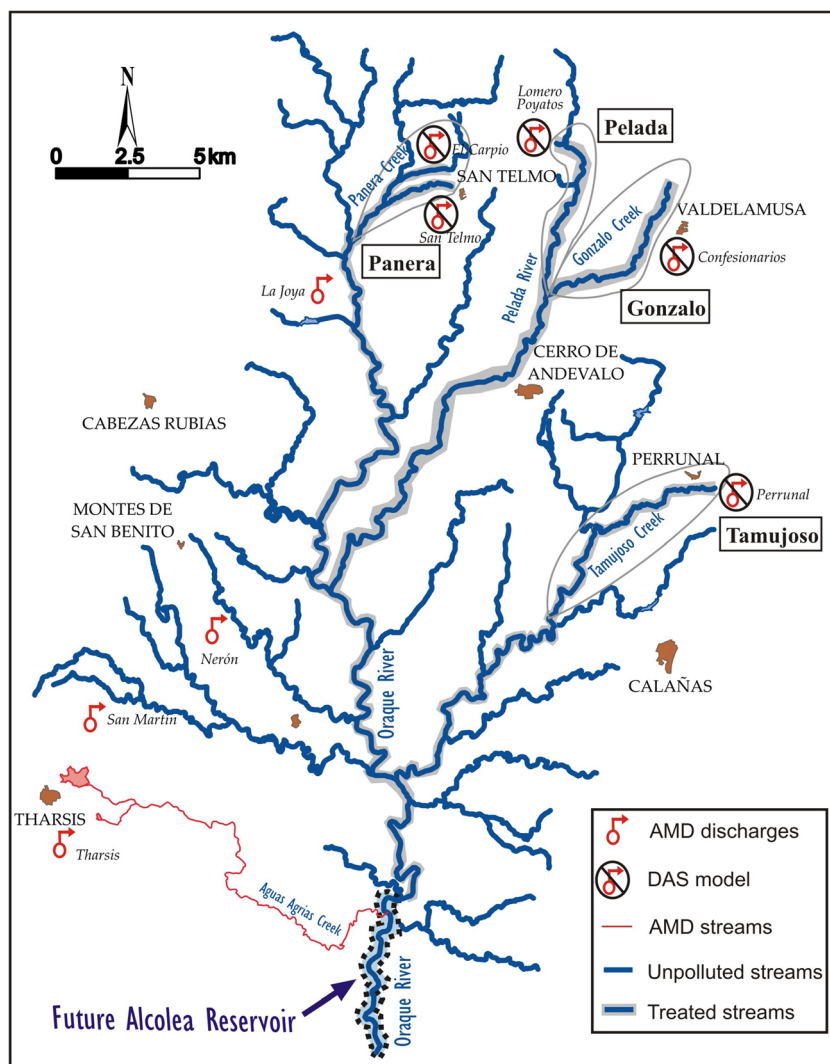 N
0 2.5 5km
Lomero
Poyatos
Pelada
El Carpio
Panera Creek
SAN TELMO
San Telmo
Panera
La Joya
Gonzalo Creek
VALDELAMUSA
Confesionarios
Gonzalo
Pelada River
CERRO DE
ANDEVALO
CABEZAS RUBIAS
PERRUNAL
Perrunal
Tamujoso
Tamujoso Creek
MONTES DE
SAN BENITO
Nerón
Oraque River
CALAÑAS
San Martín
THARSIS
Tharsis
Aguas Agrias Creek
Oraque River
Future Alcolea Reservoir
AMD discharges
DAS model
AMD streams
Unpolluted streams
Treated streams